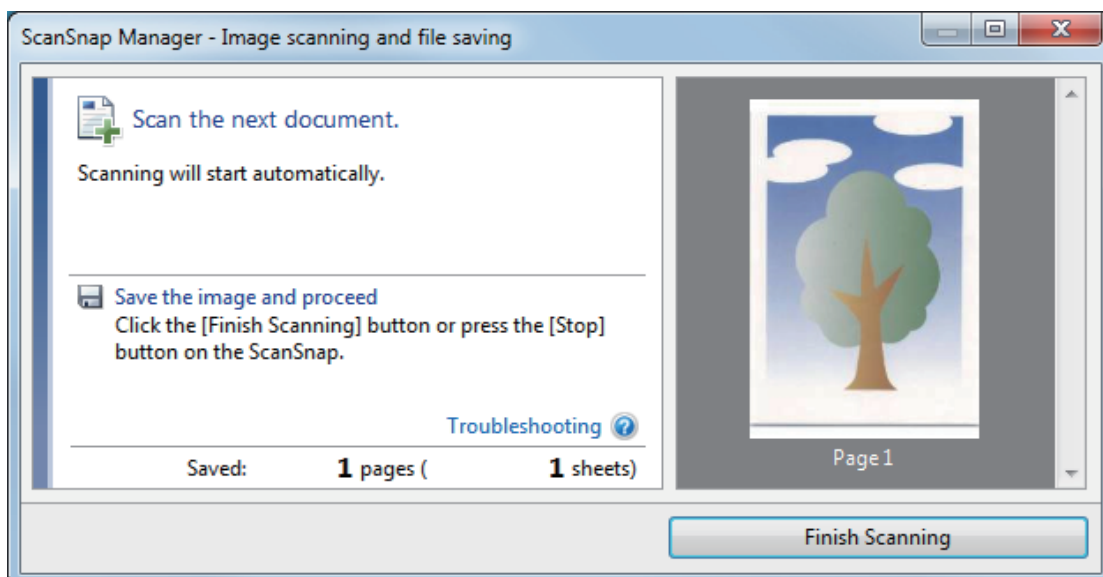 ScanSnap Manager - Image scanning and file saving
Scan the next document.
Scanning will start automatically.
Save the image and proceed
Click the [Finish Scanning] button or press the [Stop]
button on the ScanSnap.
Troubleshooting
Saved: 1 pages ( 1 sheets)
Page 1
Finish Scanning